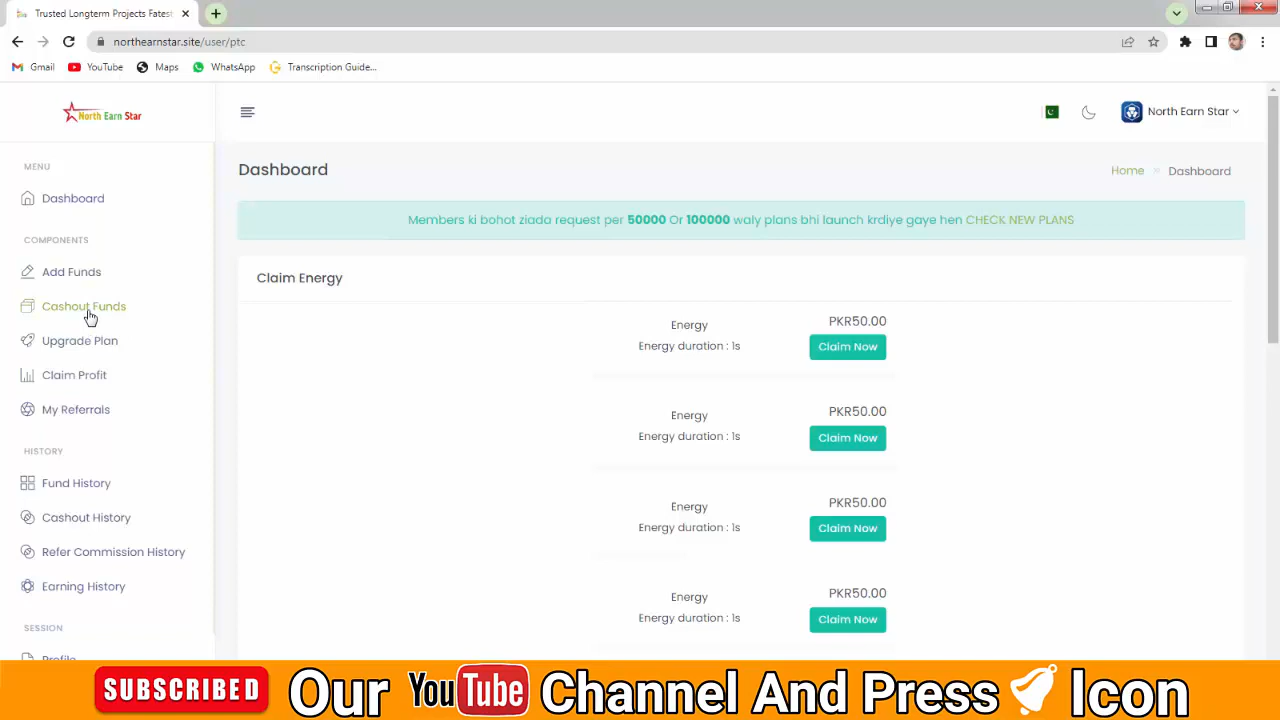 Trusted Longterm Projects Fatest
northearnstar.site/user/ptc
Gmail YouTube Maps WhatsApp Transcription Guide...
North Earn Star
North Earn Star
MENU
Dashboard
COMPONENTS
Add Funds
Cashout Funds
Upgrade Plan
Claim Profit
My Referrals
HISTORY
Fund History
Cashout History
Refer Commission History
Earning History
SESSION
Profile
Dashboard
Home » Dashboard
Members ki bohot ziada request per 50000 Or 100000 waly plans bhi launch krdiye gaye hen CHECK NEW PLANS
Claim Energy
Energy PKR50.00
Energy duration : 1s Claim Now
Energy PKR50.00
Energy duration : 1s Claim Now
Energy PKR50.00
Energy duration : 1s Claim Now
Energy PKR50.00
Energy duration : 1s Claim Now
SUBSCRIBED Our YouTube Channel And Press Icon